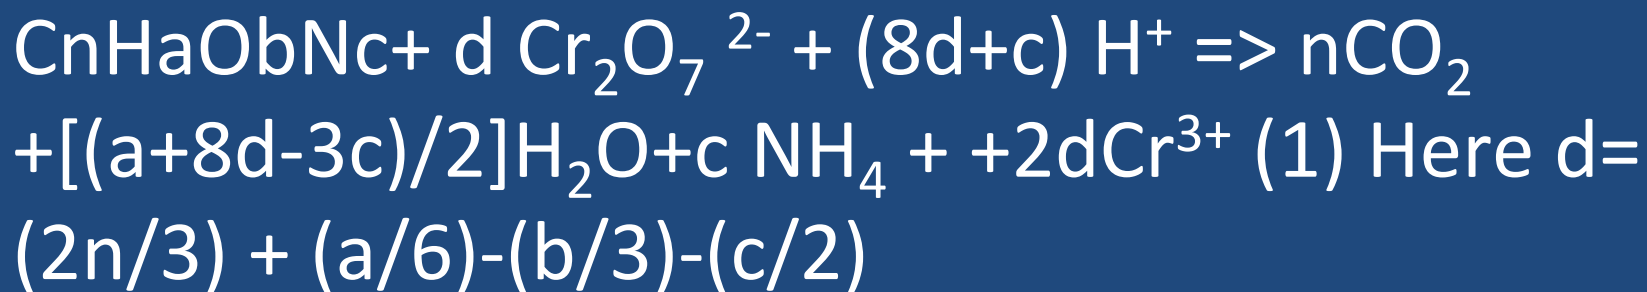 CnHaObNc+ d Cr₂O₇ ²⁻ + (8d+c) H⁺ => nCO₂
+[(a+8d-3c)/2]H₂O+c NH₄ + +2dCr³⁺ (1) Here d=
(2n/3) + (a/6)-(b/3)-(c/2)